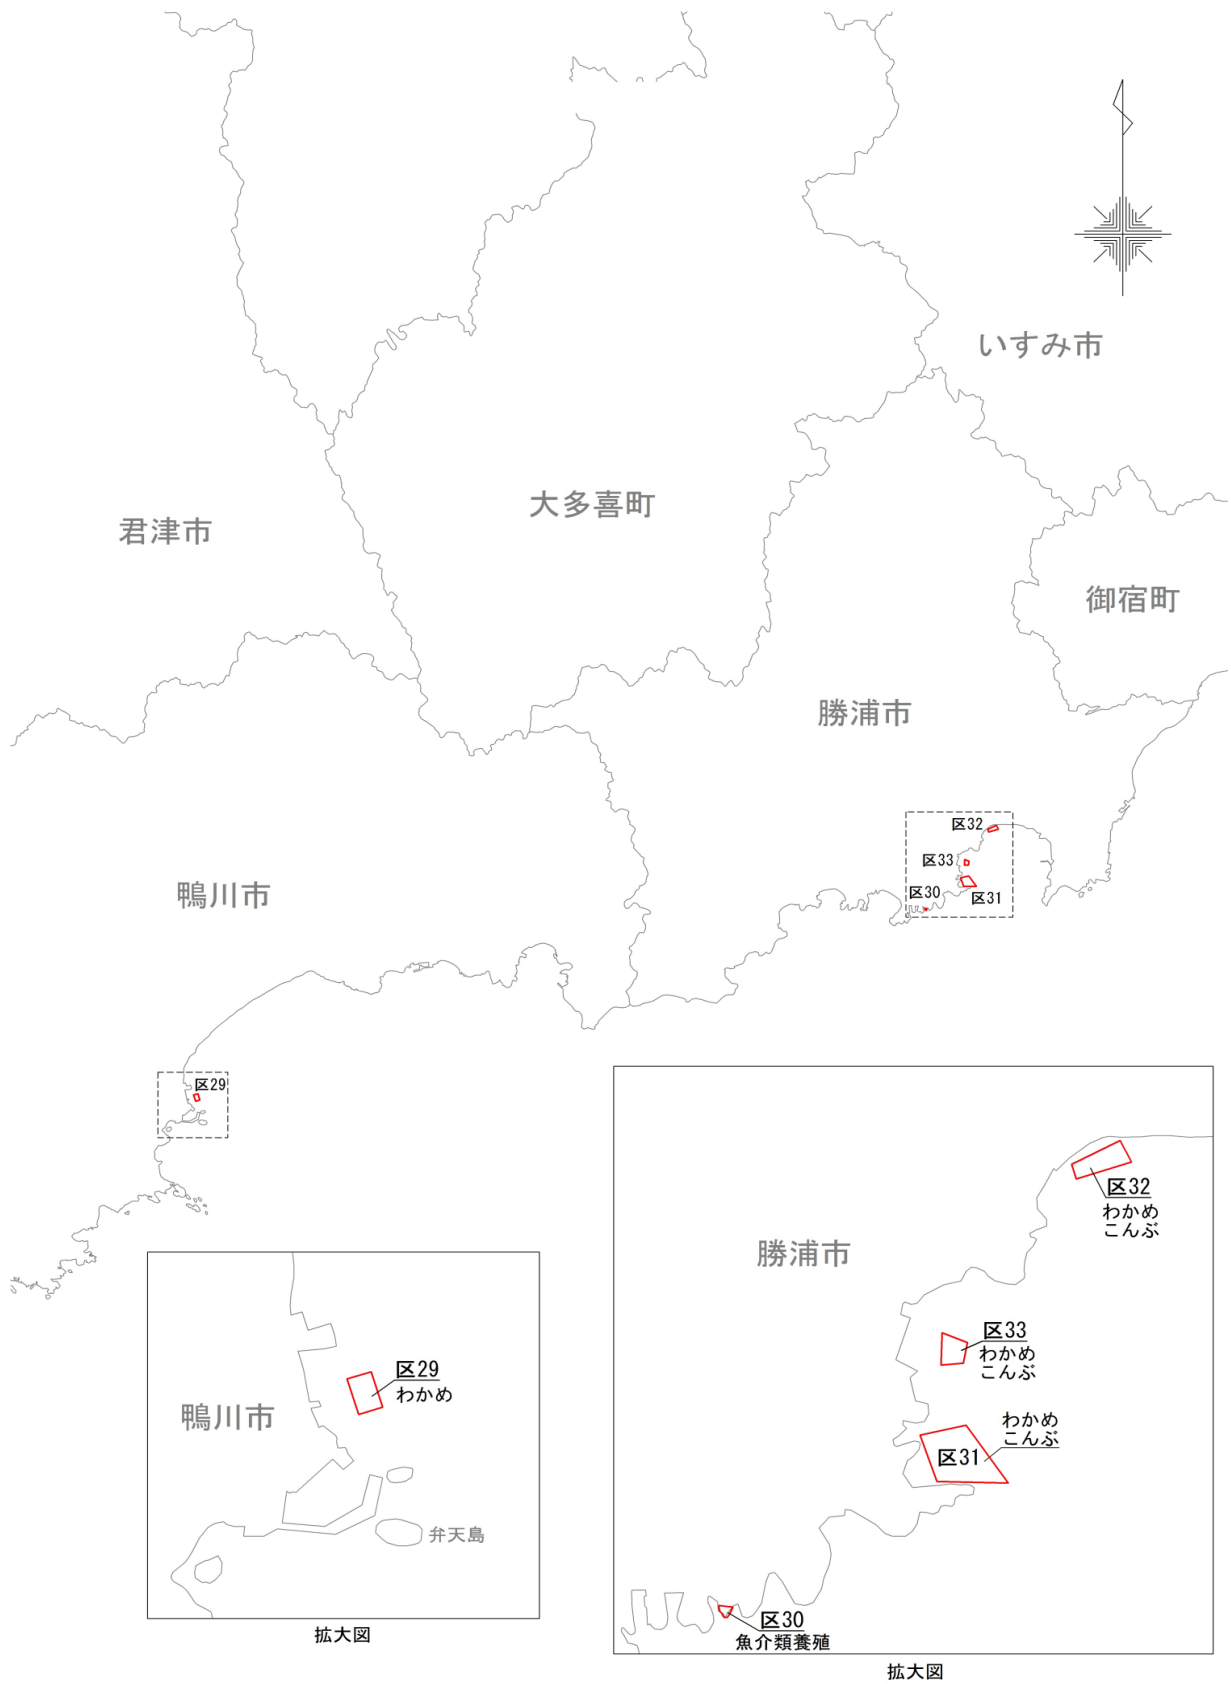 いすみ市
大多喜町
君津市
御宿町
勝浦市
区32
区33
区30
区31
鴨川市
区29
区32
わかめ
こんぶ
勝浦市
区33
わかめ
こんぶ
わかめ
こんぶ
区31
区30
魚介類養殖
拡大図
区29
わかめ
鴨川市
弁天島
拡大図